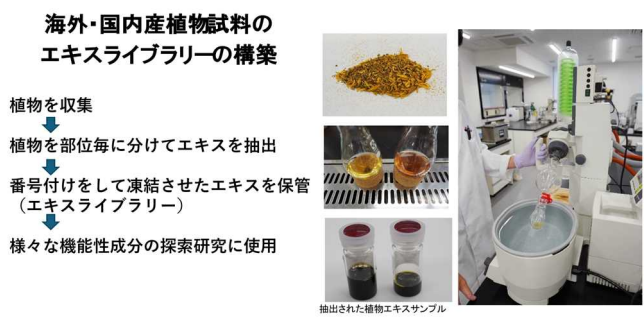 海外・国内産植物試料の
エキスライブラリーの構築
植物を収集
植物を部位毎に分けてエキスを抽出
番号付けをして凍結させたエキスを保管
（エキスライブラリー）
様々な機能性成分の探索研究に使用
抽出された植物エキスサンプル